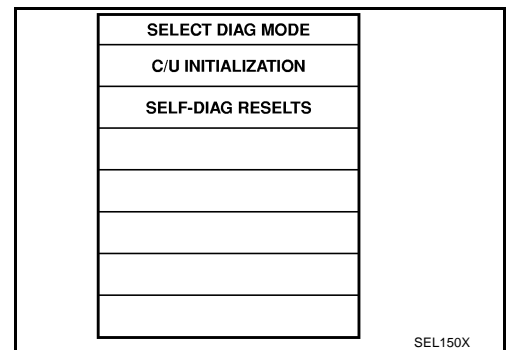 SELECT DIAG MODE
C/U INITIALIZATION
SELF-DIAG RESELTS
SEL150X